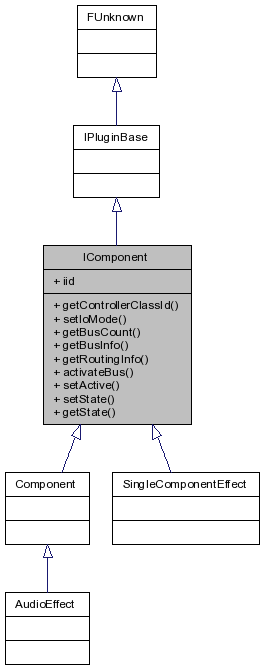 FUnknown
IPluginBase
IComponent
+ iid
+ getControllerClassId()
+ setIoMode()
+ getBusCount()
+ getBusInfo()
+ getRoutingInfo()
+ activateBus()
+ setActive()
+ setState()
+ getState()
Component
SingleComponentEffect
AudioEffect